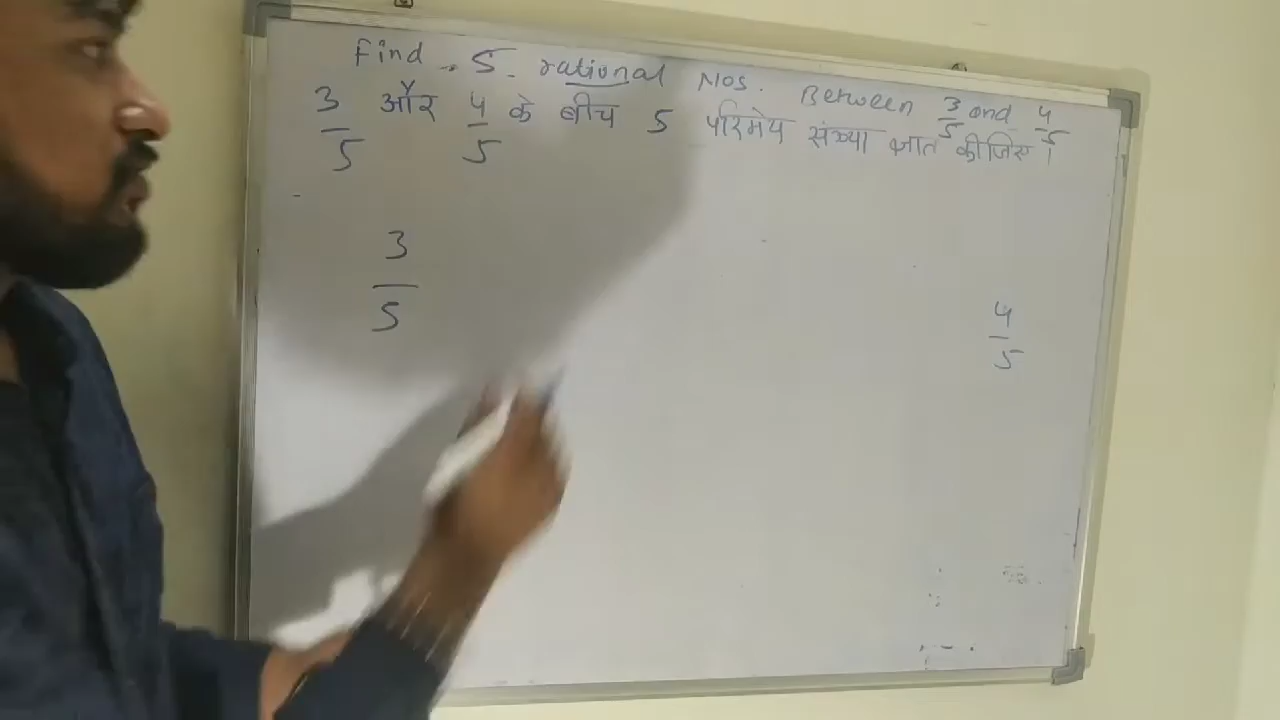 Find 5 rational Nos. Between 3/5 and 4/5
3/5 और 4/5 के बीच 5 परिमेय संख्या ज्ञात कीजिए।
3/5
4/5